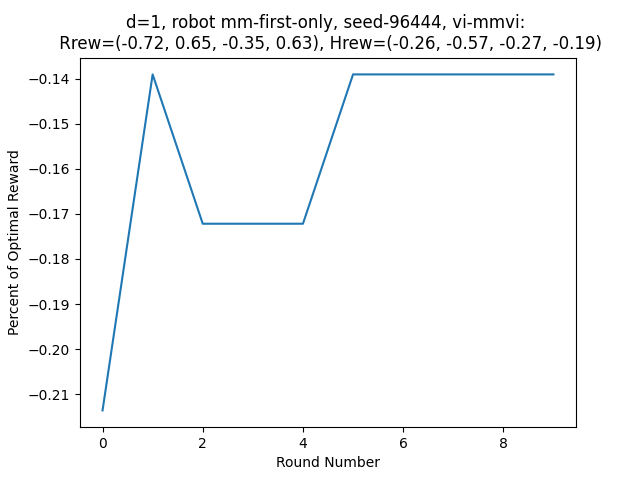 d=1, robot mm-first-only, seed-96444, vi-mmvi:
Rrew=(-0.72, 0.65, -0.35, 0.63), Hrew=(-0.26, -0.57, -0.27, -0.19)
−0.14
−0.15
−0.16
−0.17
−0.18
−0.19
−0.20
−0.21
Percent of Optimal Reward
0 2 4 6 8
Round Number